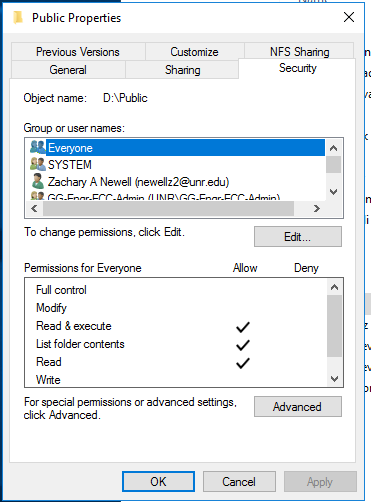 Public Properties
Previous Versions Customize NFS Sharing
General Sharing Security
Object name: D:\Public
Group or user names:
Everyone
SYSTEM
Zachary A Newell (newellz2@unr.edu)
GG-Engr-ECC-Admin (UNR\GG-Engr-ECC-Admin)
To change permissions, click Edit.
Edit...
Permissions for Everyone Allow Deny
Full control
Modify
Read & execute
List folder contents
Read
Write
For special permissions or advanced settings,
click Advanced.
Advanced
OK Cancel Apply